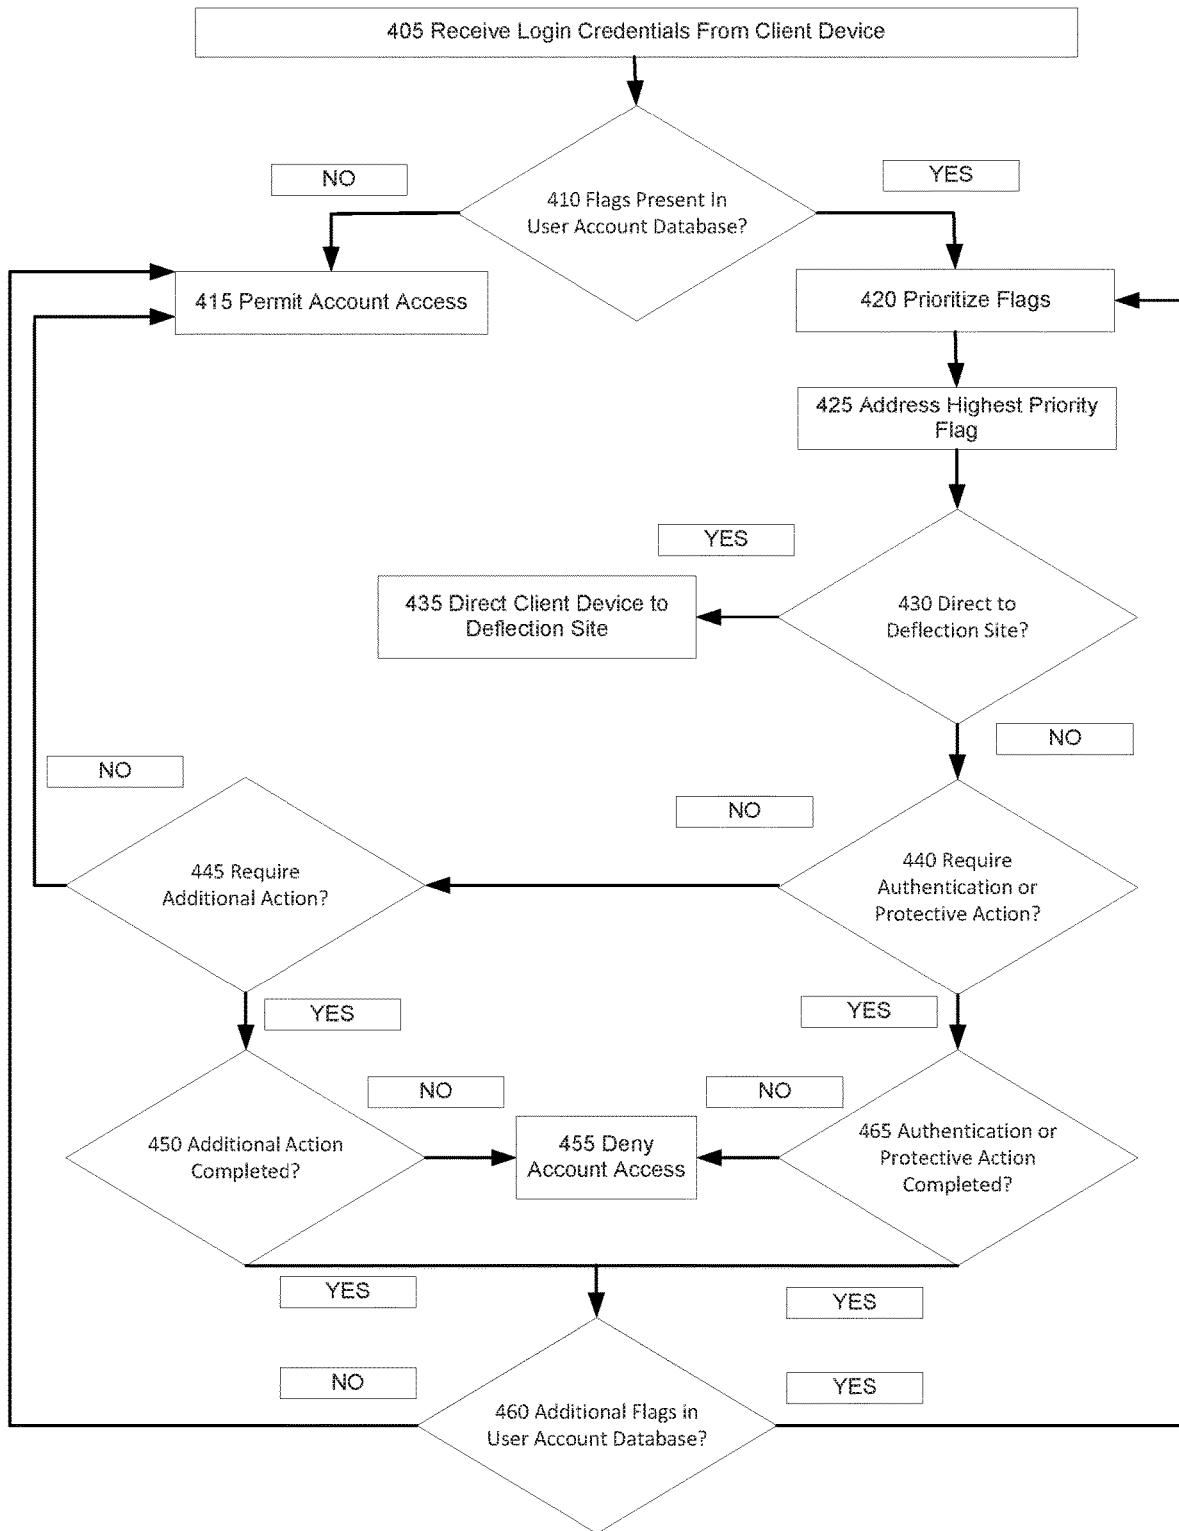 405 Receive Login Credentials From Client Device
NO
YES
410 Flags Present In
User Account Database?
415 Permit Account Access
420 Prioritize Flags
425 Address Highest Priority
Flag
YES
435 Direct Client Device to
Deflection Site
430 Direct to
Deflection Site?
NO
NO
NO
445 Require
Additional Action?
440 Require
Authentication or
Protective Action?
YES
YES
NO
NO
450 Additional Action
Completed?
455 Deny
Account Access
465 Authentication or
Protective Action
Completed?
YES
YES
NO
YES
460 Additional Flags in
User Account Database?